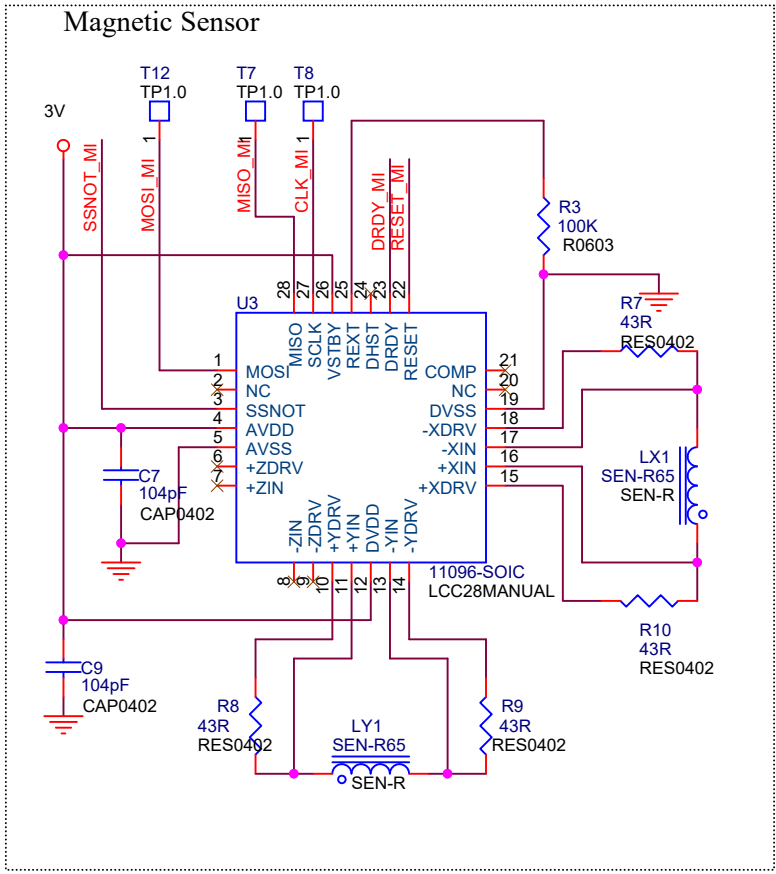 Magnetic Sensor
T12
TP1.0
T7
TP1.0
T8
TP1.0
3V
1
1
1
SSNOT_MI
MOSI_MI
MISO_MI
CLK_MI
DRDY_MI
RESET_MI
R3
100K
R0603
28
27
26
25
24
23
22
U3
MISO
SCLK
VSTBY
REXT
DHST
DRDY
RESET
R7
43R
RES0402
1
MOSI
2
NC
3
SSNOT
4
AVDD
5
AVSS
6
+ZDRV
7
+ZIN
COMP
21
NC
20
DVSS
19
-XDRV
18
-XIN
17
+XIN
16
+XDRV
15
LX1
SEN-R65
SEN-R
C7
104pF
CAP0402
-ZIN
-ZDRV
+YDRV
+YIN
DVDD
-YIN
-YDRV
8
9
10
11
12
13
14
11096-SOIC
LCC28MANUAL
R10
43R
RES0402
C9
104pF
CAP0402
R8
43R
RES0402
LY1
SEN-R65
SEN-R
R9
43R
RES0402